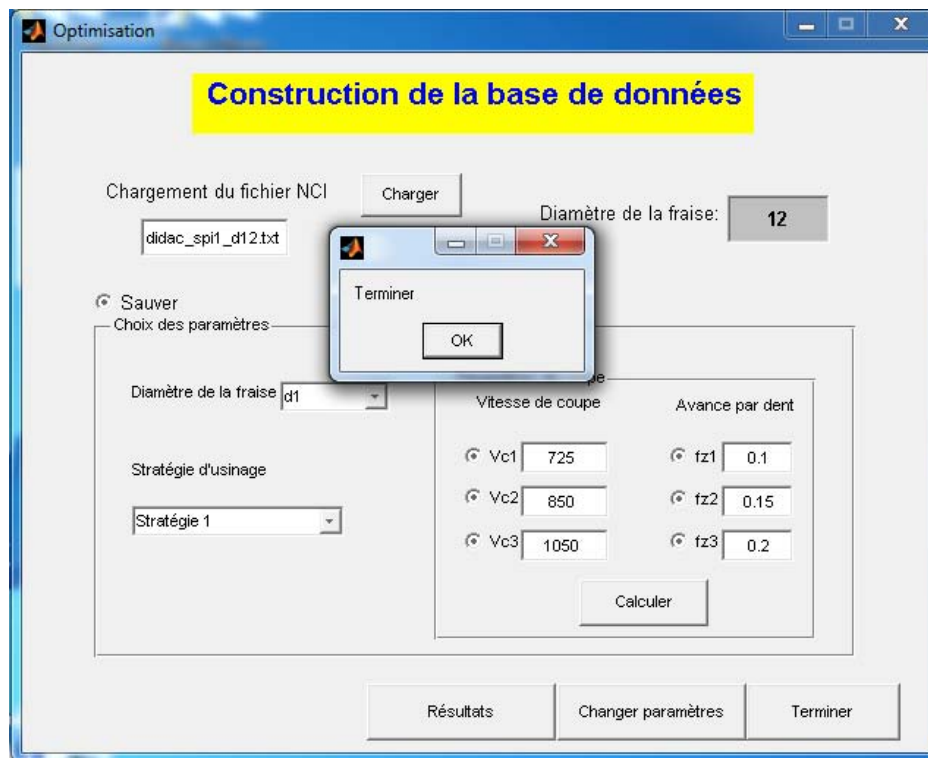 Optimisation
Construction de la base de données
Chargement du fichier NCI
Charger
didac_spi1_d12.txt
Diamètre de la fraise:
12
Terminer
OK
Sauver
Choix des paramètres
Diamètre de la fraise
d1
Stratégie d'usinage
Stratégie 1
Vitesse de coupe
Avance par dent
Vc1
725
fz1
0.1
Vc2
850
fz2
0.15
Vc3
1050
fz3
0.2
Calculer
Résultats
Changer paramètres
Terminer